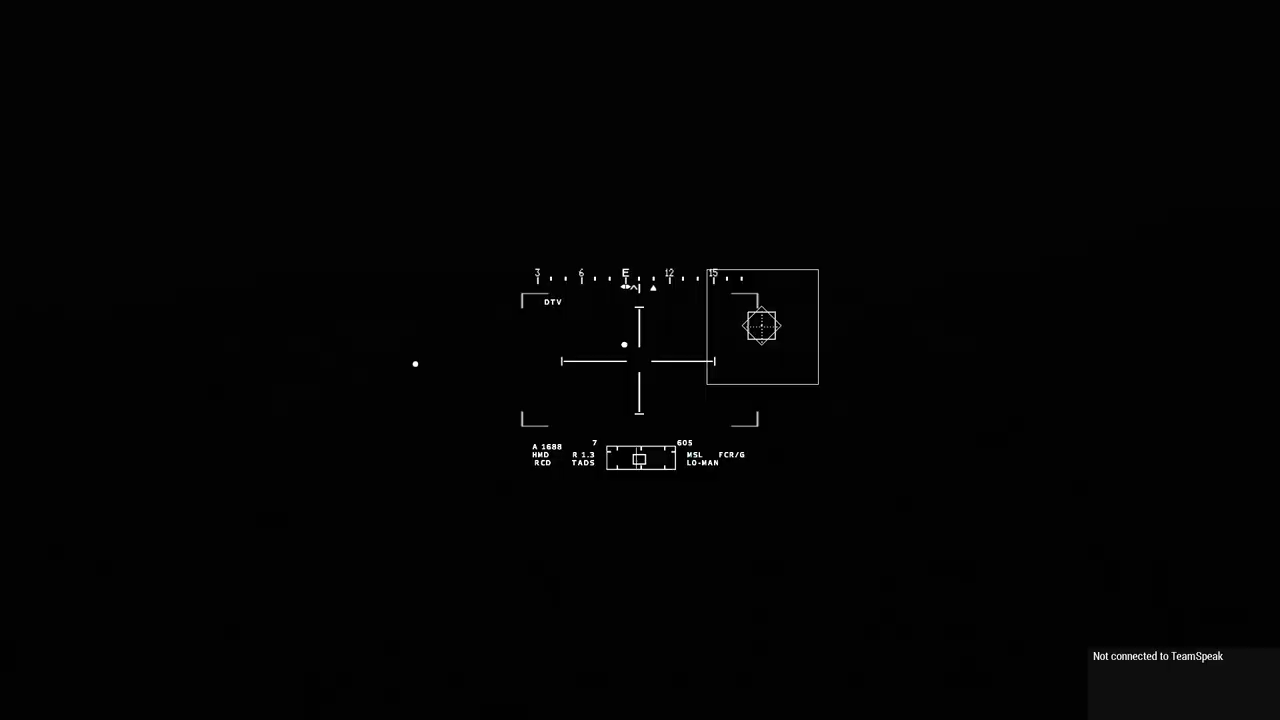 3 6 E 12 15
DTV
7 605
A 1688
HMD R 1.3 MSL FCR/G
RCD TADS LO-MAN
Not connected to TeamSpeak